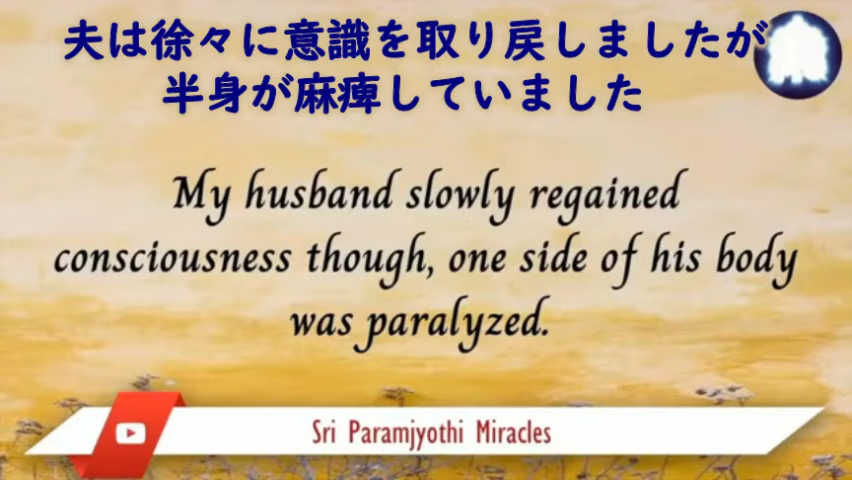 夫は徐々に意識を取り戻しましたが
半身が麻痺していました
My husband slowly regained
consciousness though, one side of his body
was paralyzed.
Sri Paramjyothi Miracles